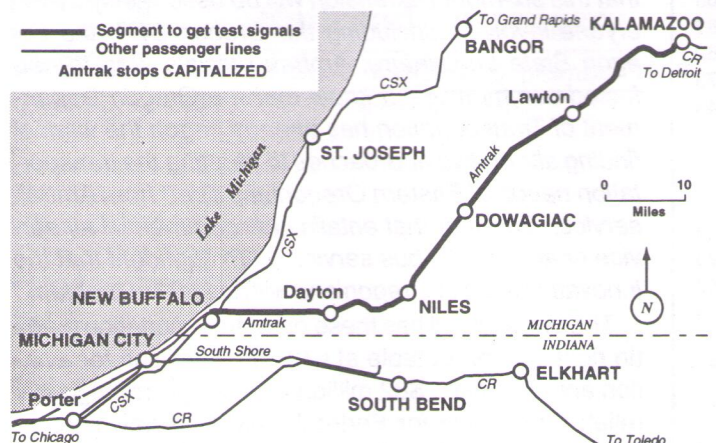 Segment to get test signals
Other passenger lines
Amtrak stops CAPITALIZED
To Grand Rapids
KALAMAZOO
BANGOR
CR
To Detroit
CSX
Lawton
ST. JOSEPH
Amtrak
0 10
Miles
Lake Michigan
DOWAGIAC
CSX
NEW BUFFALO
Dayton
NILES
N
Amtrak
MICHIGAN
INDIANA
MICHIGAN CITY
South Shore
ELKHART
CR
Porter
CSX
SOUTH BEND
CR
To Chicago
To Toledo